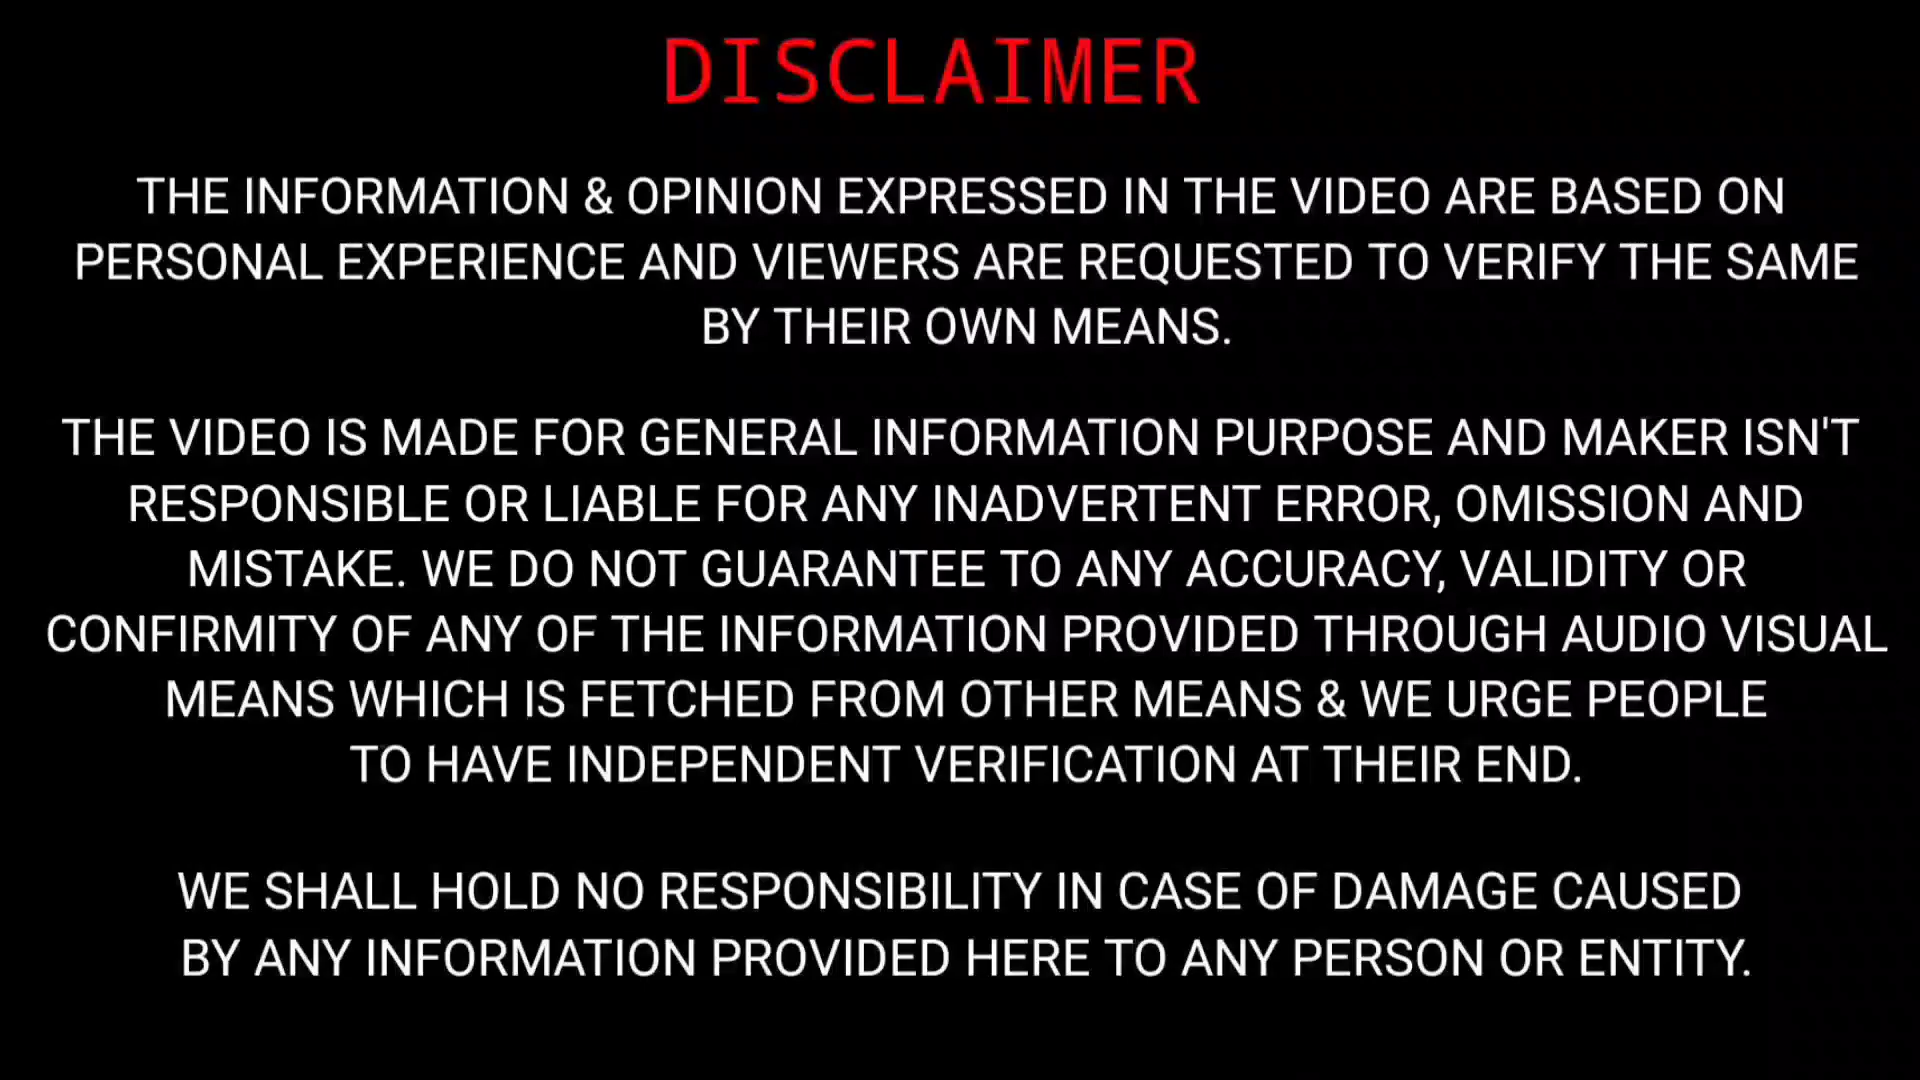 DISCLAIMER
THE INFORMATION & OPINION EXPRESSED IN THE VIDEO ARE BASED ON
PERSONAL EXPERIENCE AND VIEWERS ARE REQUESTED TO VERIFY THE SAME
BY THEIR OWN MEANS.
THE VIDEO IS MADE FOR GENERAL INFORMATION PURPOSE AND MAKER ISN'T
RESPONSIBLE OR LIABLE FOR ANY INADVERTENT ERROR, OMISSION AND
MISTAKE. WE DO NOT GUARANTEE TO ANY ACCURACY, VALIDITY OR
CONFIRMITY OF ANY OF THE INFORMATION PROVIDED THROUGH AUDIO VISUAL
MEANS WHICH IS FETCHED FROM OTHER MEANS & WE URGE PEOPLE
TO HAVE INDEPENDENT VERIFICATION AT THEIR END.
WE SHALL HOLD NO RESPONSIBILITY IN CASE OF DAMAGE CAUSED
BY ANY INFORMATION PROVIDED HERE TO ANY PERSON OR ENTITY.